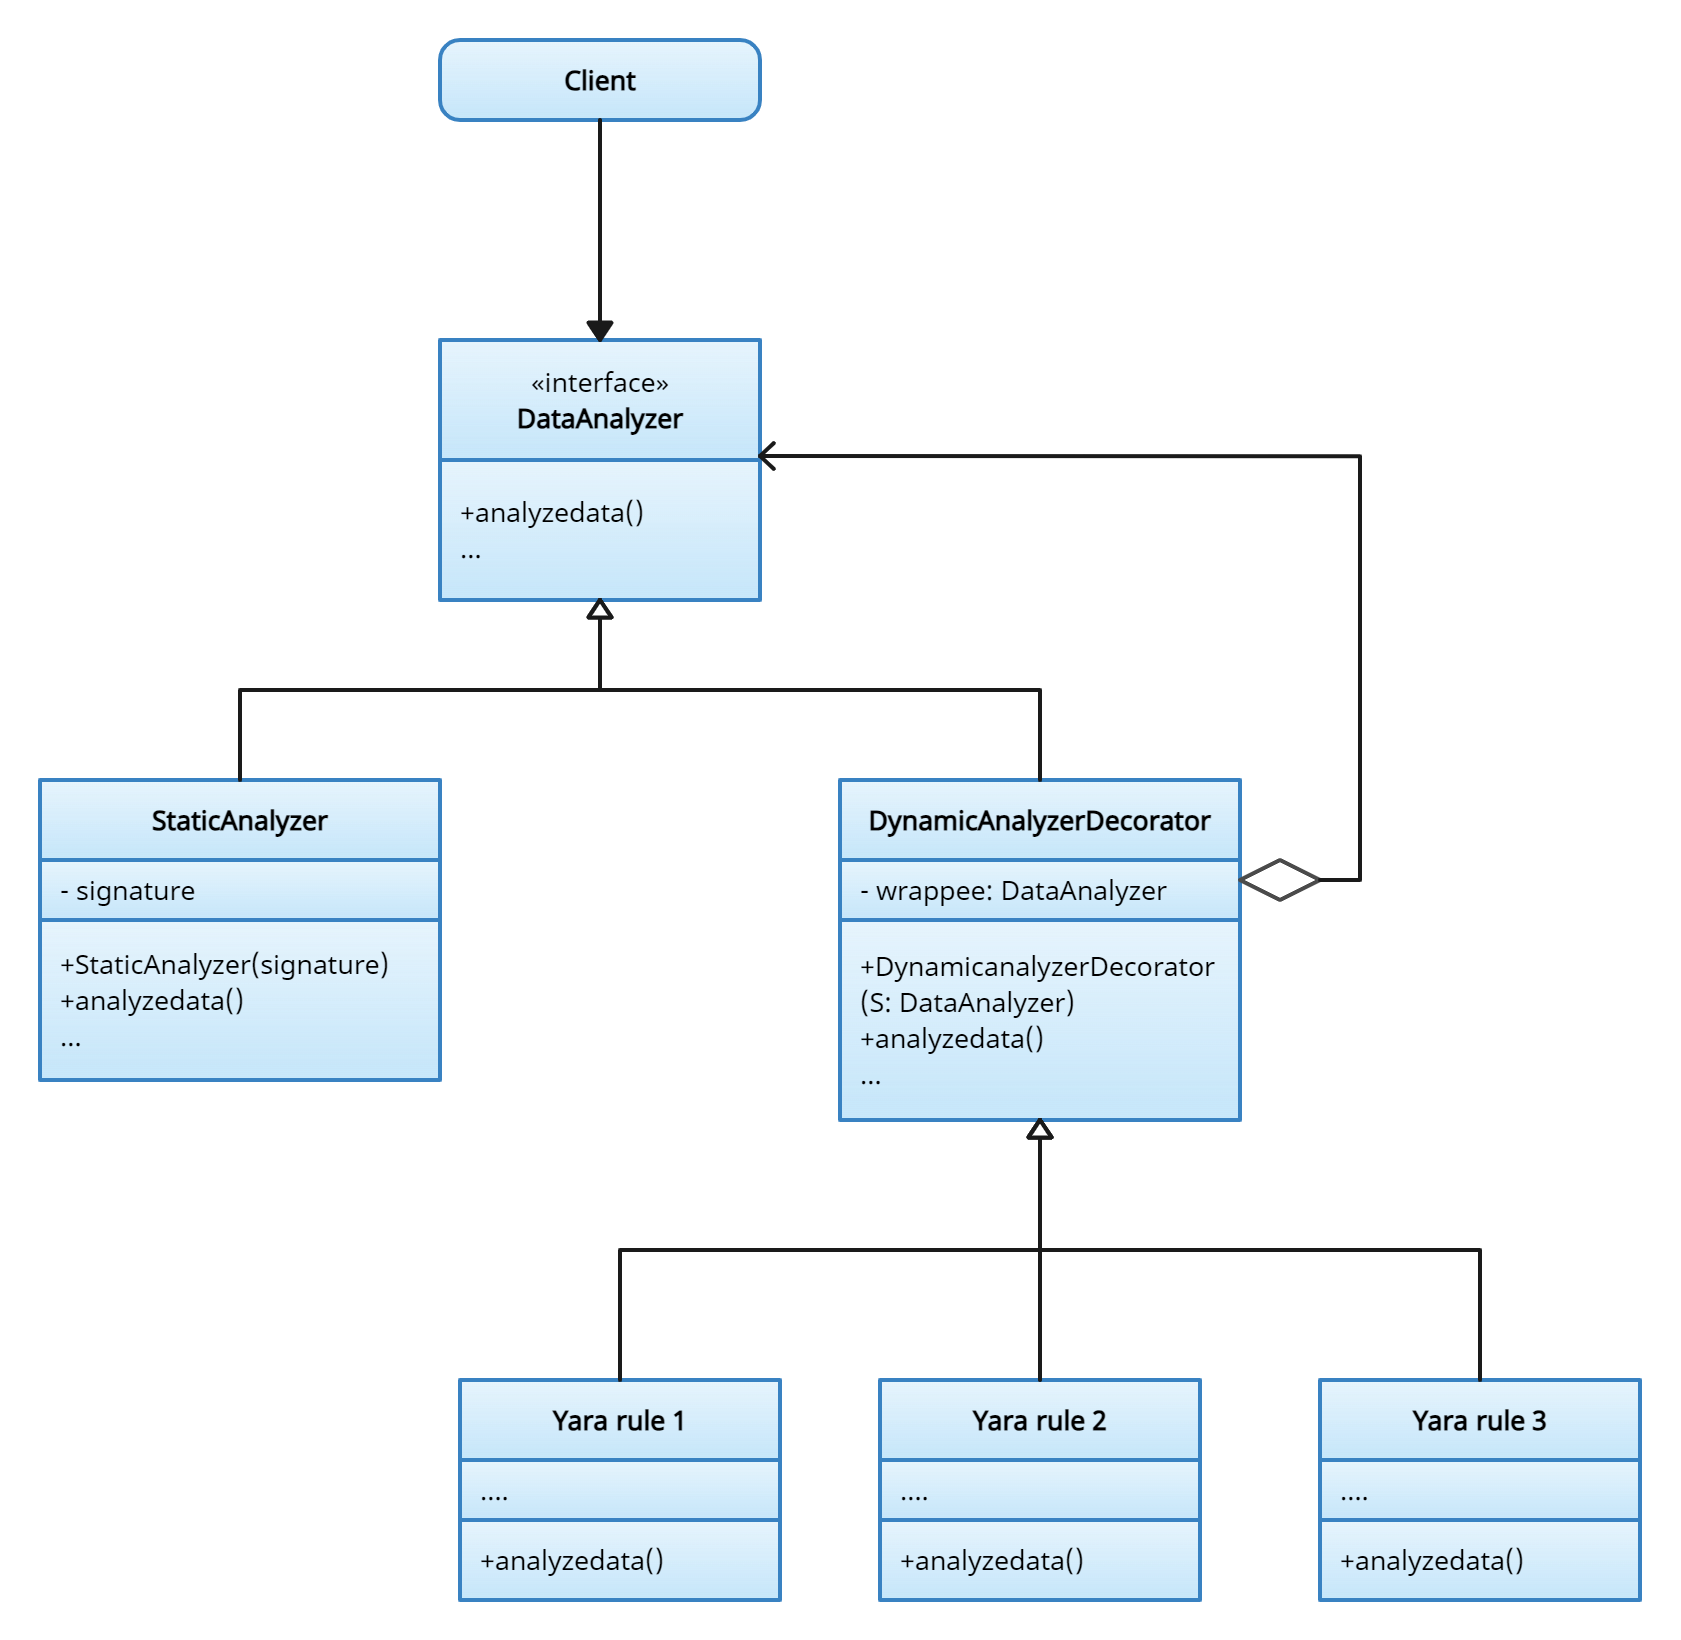 Client
«interface»
DataAnalyzer
+analyzedata()
...
StaticAnalyzer
- signature
+StaticAnalyzer(signature)
+analyzedata()
...
DynamicAnalyzerDecorator
- wrappee: DataAnalyzer
+DynamicanalyzerDecorator
(S: DataAnalyzer)
+analyzedata()
...
Yara rule 1
....
+analyzedata()
Yara rule 2
....
+analyzedata()
Yara rule 3
....
+analyzedata()